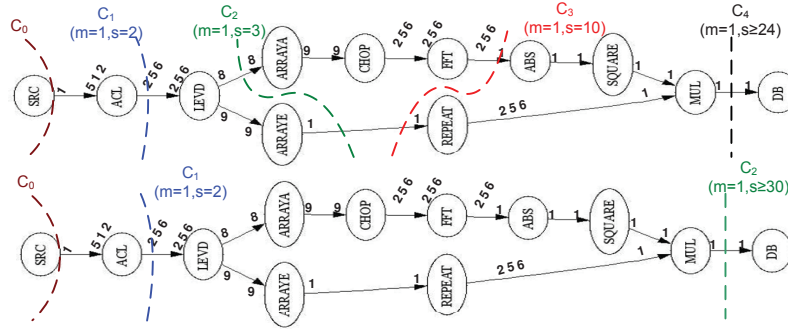 C₀
C₁
(m=1,s=2)
C₂
(m=1,s=3)
C₃
(m=1,s=10)
C₄
(m=1,s≥24)
SRC
1
512
ACL
256
256
LEVD
8
8
ARRAYA
9
9
CHOP
256
256
FFT
256
1
ABS
1
1
SQUARE
1
1
9
9
ARRAYE
1
1
REPEAT
256
1
MUL
1
1
DB
C₀
C₁
(m=1,s=2)
C₂
(m=1,s≥30)
SRC
1
512
ACL
256
256
LEVD
8
8
ARRAYA
9
9
CHOP
256
256
FFT
256
1
ABS
1
1
SQUARE
1
1
9
9
ARRAYE
1
1
REPEAT
256
1
MUL
1
1
DB